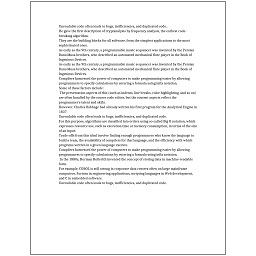 Unreadable code often leads to bugs, inefficiencies, and duplicated code.
He gave the first description of cryptanalysis by frequency analysis, the earliest code-
breaking algorithm.
They are the building blocks for all software, from the simplest applications to the most
sophisticated ones.
As early as the 9th century, a programmable music sequencer was invented by the Persian
Banu Musa brothers, who described an automated mechanical flute player in the Book of
Ingenious Devices.
As early as the 9th century, a programmable music sequencer was invented by the Persian
Banu Musa brothers, who described an automated mechanical flute player in the Book of
Ingenious Devices.
Compilers harnessed the power of computers to make programming easier by allowing
programmers to specify calculations by entering a formula using infix notation.
Some of these factors include:
The presentation aspects of this (such as indents, line breaks, color highlighting, and so on)
are often handled by the source code editor, but the content aspects reflect the
programmer's talent and skills.
However, Charles Babbage had already written his first program for the Analytical Engine in
1837.
Unreadable code often leads to bugs, inefficiencies, and duplicated code.
For this purpose, algorithms are classified into orders using so-called Big O notation, which
expresses resource use, such as execution time or memory consumption, in terms of the size
of an input.
Trade-offs from this ideal involve finding enough programmers who know the language to
build a team, the availability of compilers for that language, and the efficiency with which
programs written in a given language execute.
Compilers harnessed the power of computers to make programming easier by allowing
programmers to specify calculations by entering a formula using infix notation.
In the 1880s, Herman Hollerith invented the concept of storing data in machine-readable
form.
For example, COBOL is still strong in corporate data centers often on large mainframe
computers, Fortran in engineering applications, scripting languages in Web development,
and C in embedded software.
Unreadable code often leads to bugs, inefficiencies, and duplicated code.